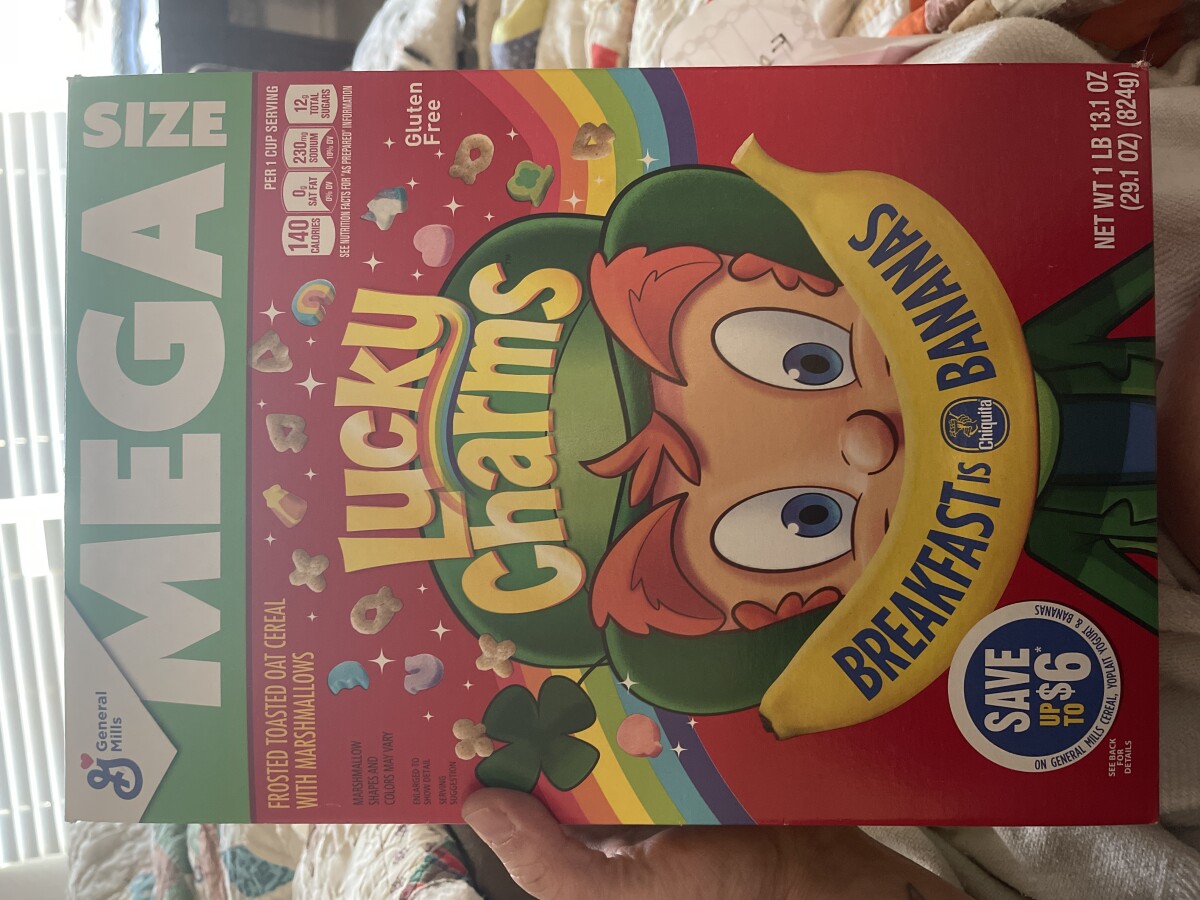 General
Mills
MEGA SIZE
FROSTED TOASTED OAT CEREAL
WITH MARSHMALLOWS
PER 1 CUP SERVING
140
CALORIES
0g
SAT FAT
0% DV
230mg
SODIUM
10% DV
12g
TOTAL
SUGARS
SEE NUTRITION FACTS FOR "AS PREPARED" INFORMATION
MARSHMALLOW
SHAPES AND
COLORS MAY VARY
ENLARGED TO
SHOW DETAIL
SERVING
SUGGESTION
Gluten
Free
Lucky
Charms™
BREAKFAST IS BANANAS
Chiquita
SAVE
UP TO $6*
ON GENERAL MILLS CEREAL, YOPLAIT YOGURT & BANANAS
SEE BACK
FOR
DETAILS
NET WT 1 LB 13.1 OZ
(29.1 OZ) (824g)